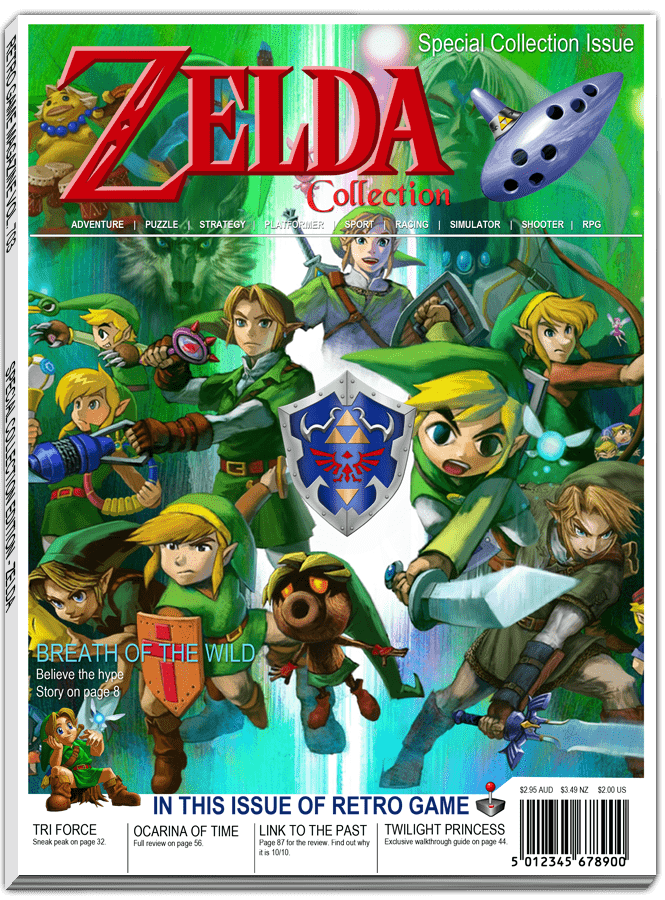 Special Collection Issue
ZELDA
Collection
ADVENTURE | PUZZLE | STRATEGY | PLATFORMER | SPORT | RACING | SIMULATOR | SHOOTER | RPG
BREATH OF THE WILD
Believe the hype
Story on page 8
IN THIS ISSUE OF RETRO GAME
$2.95 AUD $3.49 NZ $2.00 US
TRI FORCE
Sneak peak on page 32.
OCARINA OF TIME
Full review on page 56.
LINK TO THE PAST
Page 87 for the review. Find out why
it is 10/10.
TWILIGHT PRINCESS
Exclusive walkthrough guide on page 44.
5 012345 678900
SPECIAL COLLECTION EDITION - ZELDA